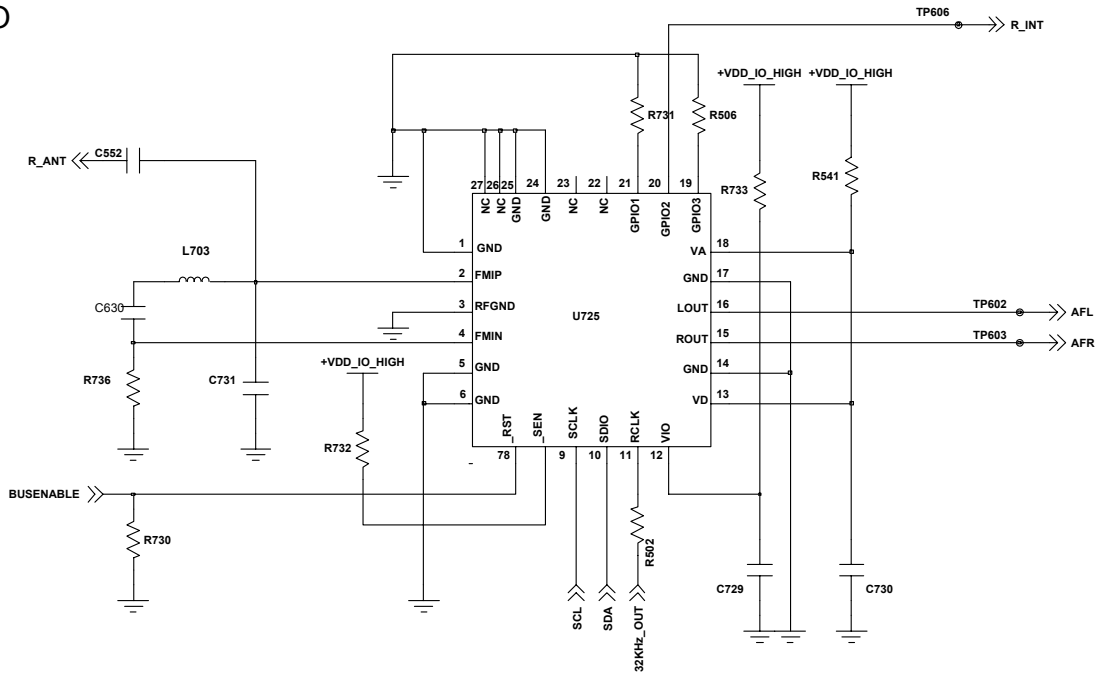 D
TP606
R_INT
+VDD_IO_HIGH +VDD_IO_HIGH
R731 R506
R_ANT C552
R733 R541
27 26 25 24 23 22 21 20 19
NC NC GND GND NC NC GPIO1 GPIO2 GPIO3
1 GND VA 18
L703
2 FMIP GND 17
C630 3 RFGND U725 LOUT 16 TP602 AFL
4 FMIN ROUT 15 TP603 AFR
+VDD_IO_HIGH
R736 C731 5 GND GND 14
6 GND VD 13
_RST _SEN SCLK SDIO RCLK VIO
R732
78 9 10 11 12
BUSENABLE
R730 R502
C729 C730
SCL SDA 32KHz_OUT